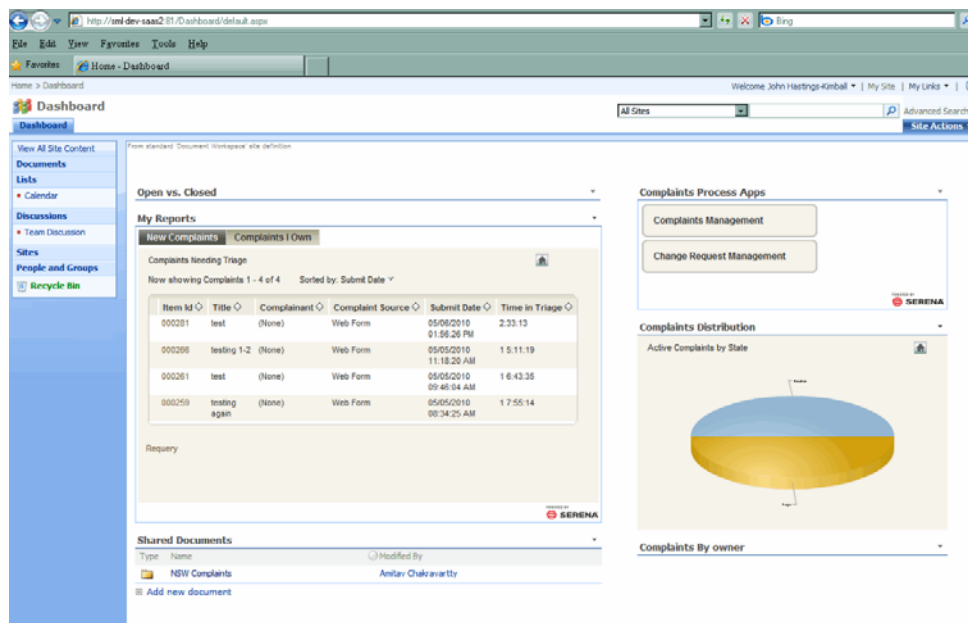 http://sml-dev-saas2:81/Dashboard/default.aspx
Bing
File Edit View Favorites Tools Help
Favorites Home - Dashboard
Home > Dashboard
Welcome John Hastings-Kimball My Site | My Links |
Dashboard
All Sites
Advanced Search
Dashboard
Site Actions
View All Site Content
Documents
Lists
Calendar
Discussions
Team Discussion
Sites
People and Groups
Recycle Bin
From standard 'Document Workspace' site definition
Open vs. Closed
My Reports
New Complaints Complaints I Own
Complaints Needing Triage
Now showing Complaints 1 - 4 of 4 Sorted by: Submit Date
Item Id Title Complainant Complaint Source Submit Date Time in Triage
000281 test (None) Web Form 05/06/2010 01:56:26 PM 2:33:13
000266 testing 1-2 (None) Web Form 05/05/2010 11:18:20 AM 1 5:11:19
000261 test (None) Web Form 05/05/2010 09:46:04 AM 1 6:43:35
000259 testing again (None) Web Form 05/05/2010 08:34:25 AM 1 7:55:14
Requery
POWERED BY
SERENA
Shared Documents
Type Name Modified By
NSW Complaints Amitav Chakravartty
Add new document
Complaints Process Apps
Complaints Management
Change Request Management
POWERED BY
SERENA
Complaints Distribution
Active Complaints by State
Complaints By owner